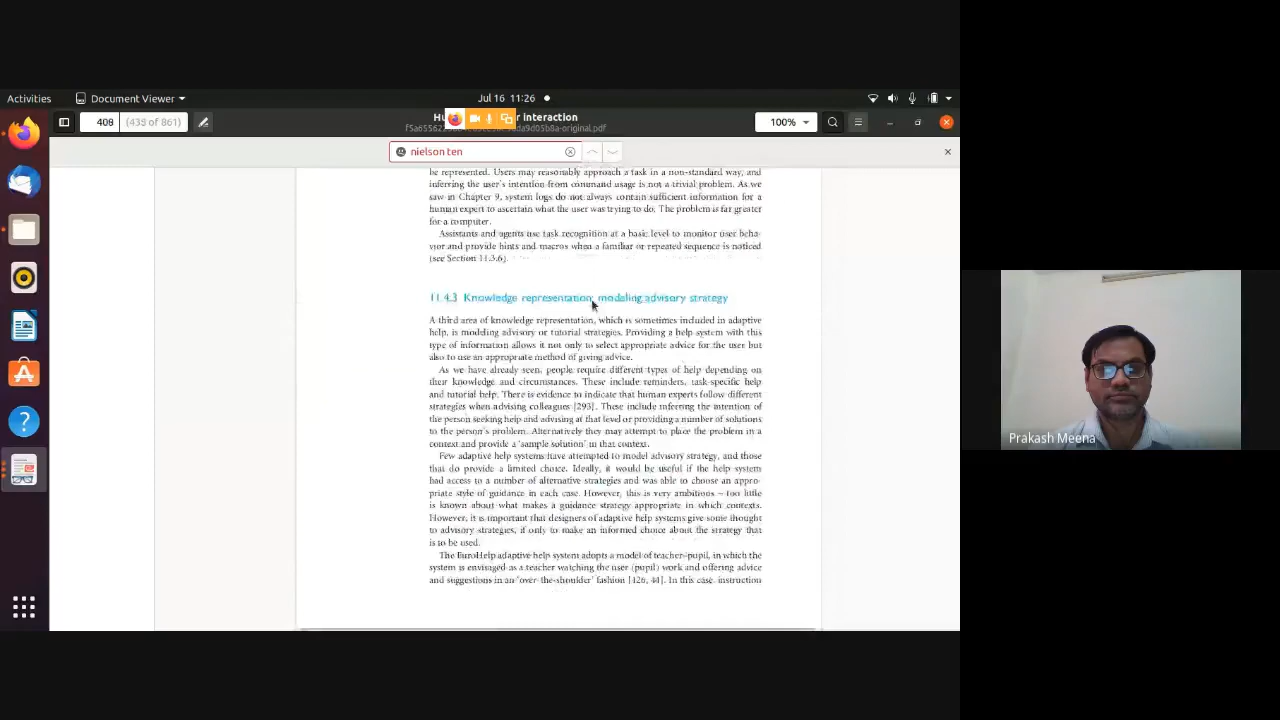 Activities
Document Viewer
Jul 16 11:26
408
(439 of 861)
Interaction
-original.pdf
100%
nielson ten
be represented. Users may reasonably approach a task in a non-standard way, and
inferring the user's intention from command usage is not a trivial problem. As we
saw in Chapter 9, system logs do not always contain sufficient information for a
human expert to ascertain what the user was trying to do. The problem is far greater
for a computer.
Assistants and agents use task recognition at a basic level to monitor user beha-
vior and provide hints and macros when a familiar or repeated sequence is noticed
(see Section 11.3.6).
11.4.3 Knowledge representation: modeling advisory strategy
A third area of knowledge representation, which is sometimes included in adaptive
help, is modeling advisory or tutorial strategies. Providing a help system with this
type of information allows it not only to select appropriate advice for the user but
also to use an appropriate method of giving advice.
As we have already seen, people require different types of help depending on
their knowledge and circumstances. These include reminders, task-specific help
and tutorial help. There is evidence to indicate that human experts follow different
strategies when advising colleagues [293]. These include inferring the intention of
the person seeking help and advising at that level or providing a number of solutions
to the person's problem. Alternatively they may attempt to place the problem in a
context and provide a 'sample solution' in that context.
Few adaptive help systems have attempted to model advisory strategy, and those
that do provide a limited choice. Ideally, it would be useful if the help system
had access to a number of alternative strategies and was able to choose an appro-
priate style of guidance in each case. However, this is very ambitious – too little
is known about what makes a guidance strategy appropriate in which contexts.
However, it is important that designers of adaptive help systems give some thought
to advisory strategies, if only to make an informed choice about the strategy that
is to be used.
The EuroHelp adaptive help system adopts a model of teacher–pupil, in which the
system is envisaged as a teacher watching the user (pupil) work and offering advice
and suggestions in an 'over-the-shoulder' fashion [126, 44]. In this case, instruction
Prakash Meena